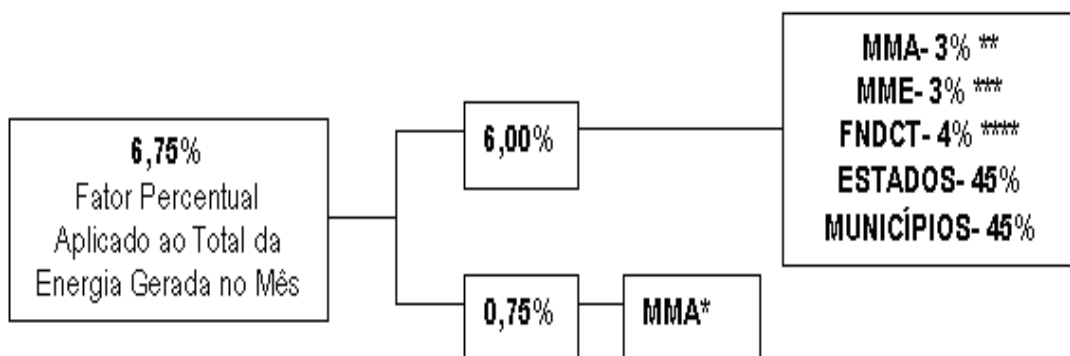 6,75%
Fator Percentual
Aplicado ao Total da
Energia Gerada no Mês
6,00%
MMA- 3% **
MME- 3% ***
FNDCT- 4% ****
ESTADOS- 45%
MUNICÍPIOS- 45%
0,75%
MMA*